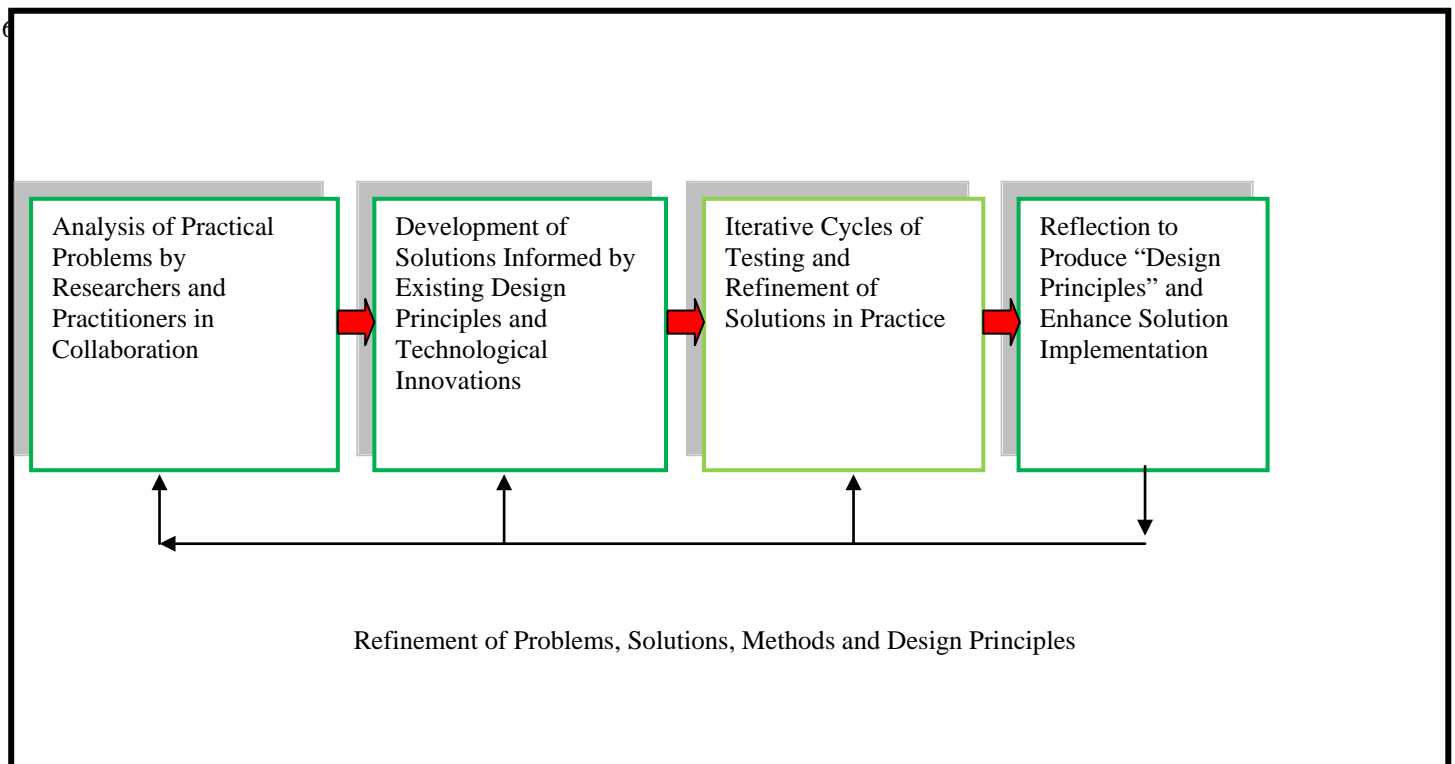 6
Analysis of Practical
Problems by
Researchers and
Practitioners in
Collaboration
Development of
Solutions Informed by
Existing Design
Principles and
Technological
Innovations
Iterative Cycles of
Testing and
Refinement of
Solutions in Practice
Reflection to
Produce “Design
Principles” and
Enhance Solution
Implementation
Refinement of Problems, Solutions, Methods and Design Principles